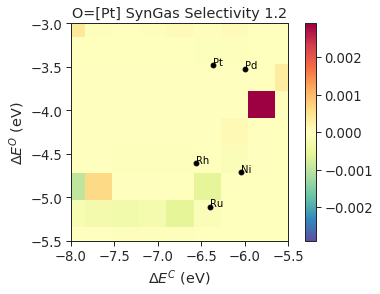 O=[Pt] SynGas Selectivity 1.2
−3.0
−3.5
−4.0
−4.5
−5.0
−5.5
ΔE^O (eV)
Pt
Pd
Rh
Ni
Ru
−8.0 −7.5 −7.0 −6.5 −6.0 −5.5
ΔE^C (eV)
0.002
0.001
0.000
−0.001
−0.002